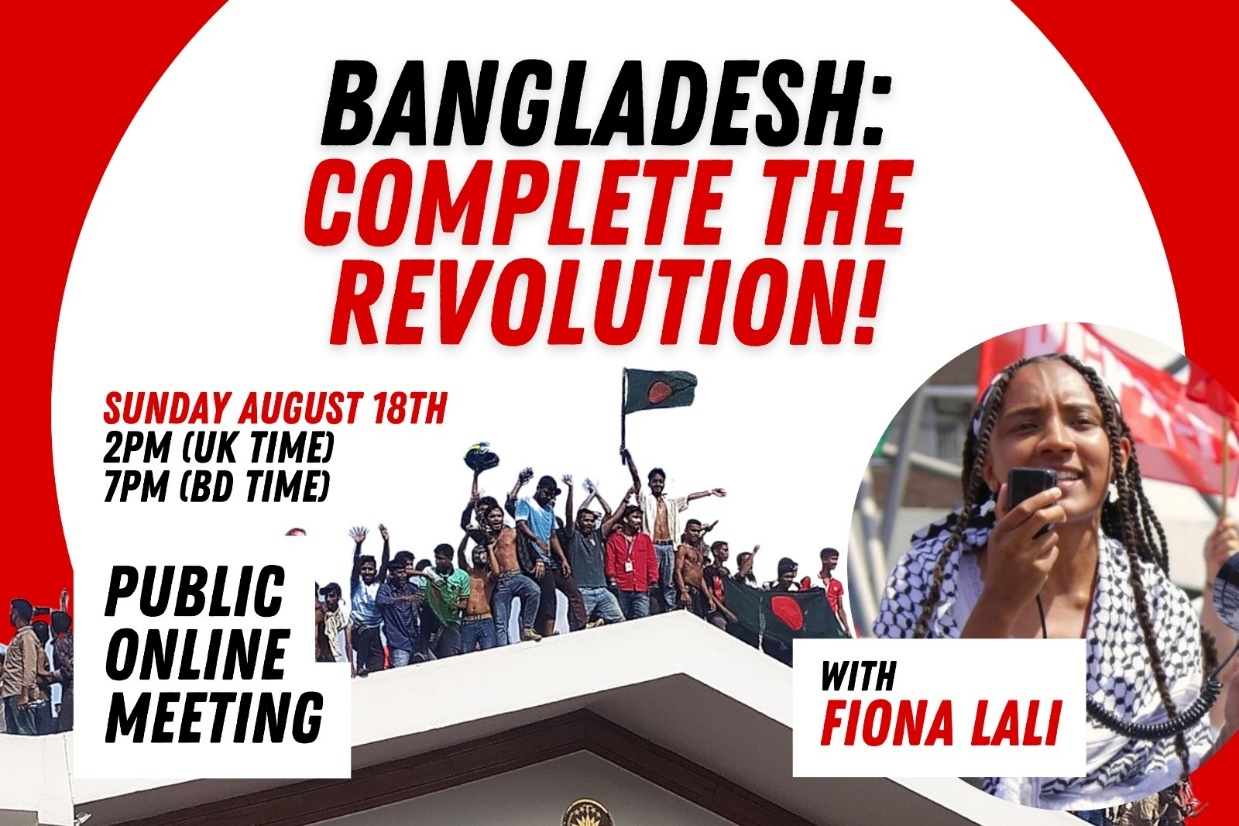 BANGLADESH:
COMPLETE THE
REVOLUTION!
SUNDAY AUGUST 18TH
2PM (UK TIME)
7PM (BD TIME)
PUBLIC
ONLINE
MEETING
WITH
FIONA LALI